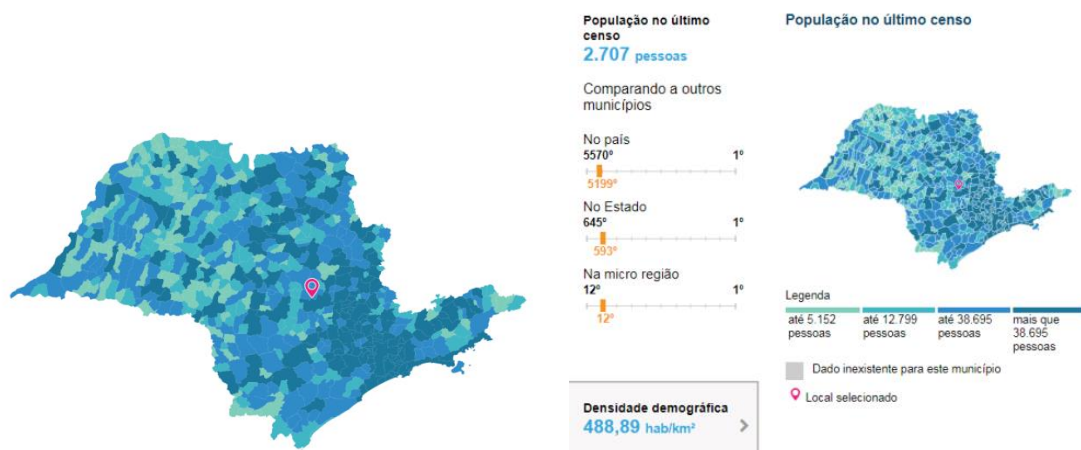 População no último
censo
2.707 pessoas
Comparando a outros
municípios
No país
5570º 1º
5199º
No Estado
645º 1º
593º
Na micro região
12º 1º
12º
Densidade demográfica
488,89 hab/km²
População no último censo
Legenda
até 5.152
pessoas
até 12.799
pessoas
até 38.695
pessoas
mais que
38.695
pessoas
Dado inexistente para este município
Local selecionado